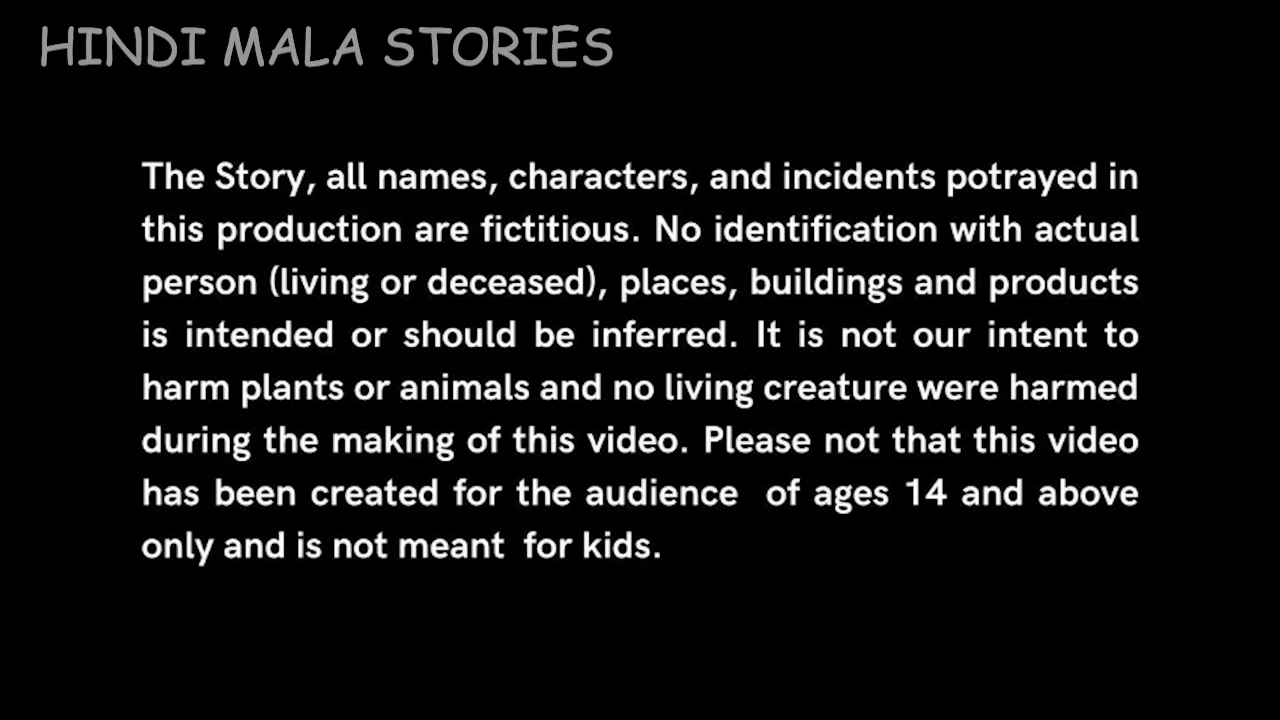 HINDI MALA STORIES
The Story, all names, characters, and incidents potrayed in
this production are fictitious. No identification with actual
person (living or deceased), places, buildings and products
is intended or should be inferred. It is not our intent to
harm plants or animals and no living creature were harmed
during the making of this video. Please not that this video
has been created for the audience of ages 14 and above
only and is not meant for kids.